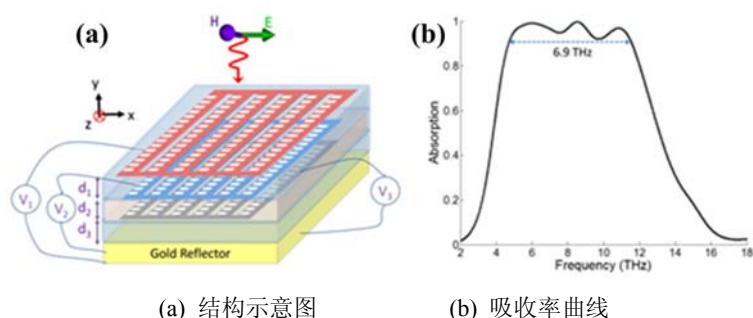 (a)
H
E
y
x
z
d₁
d₂
d₃
V₁
V₂
V₃
Gold Reflector
(b)
1
0.8
0.6
0.4
0.2
0
6.9 THz
Absorption
2 4 6 8 10 12 14 16 18
Frequency (THz)
(a) 结构示意图
(b) 吸收率曲线